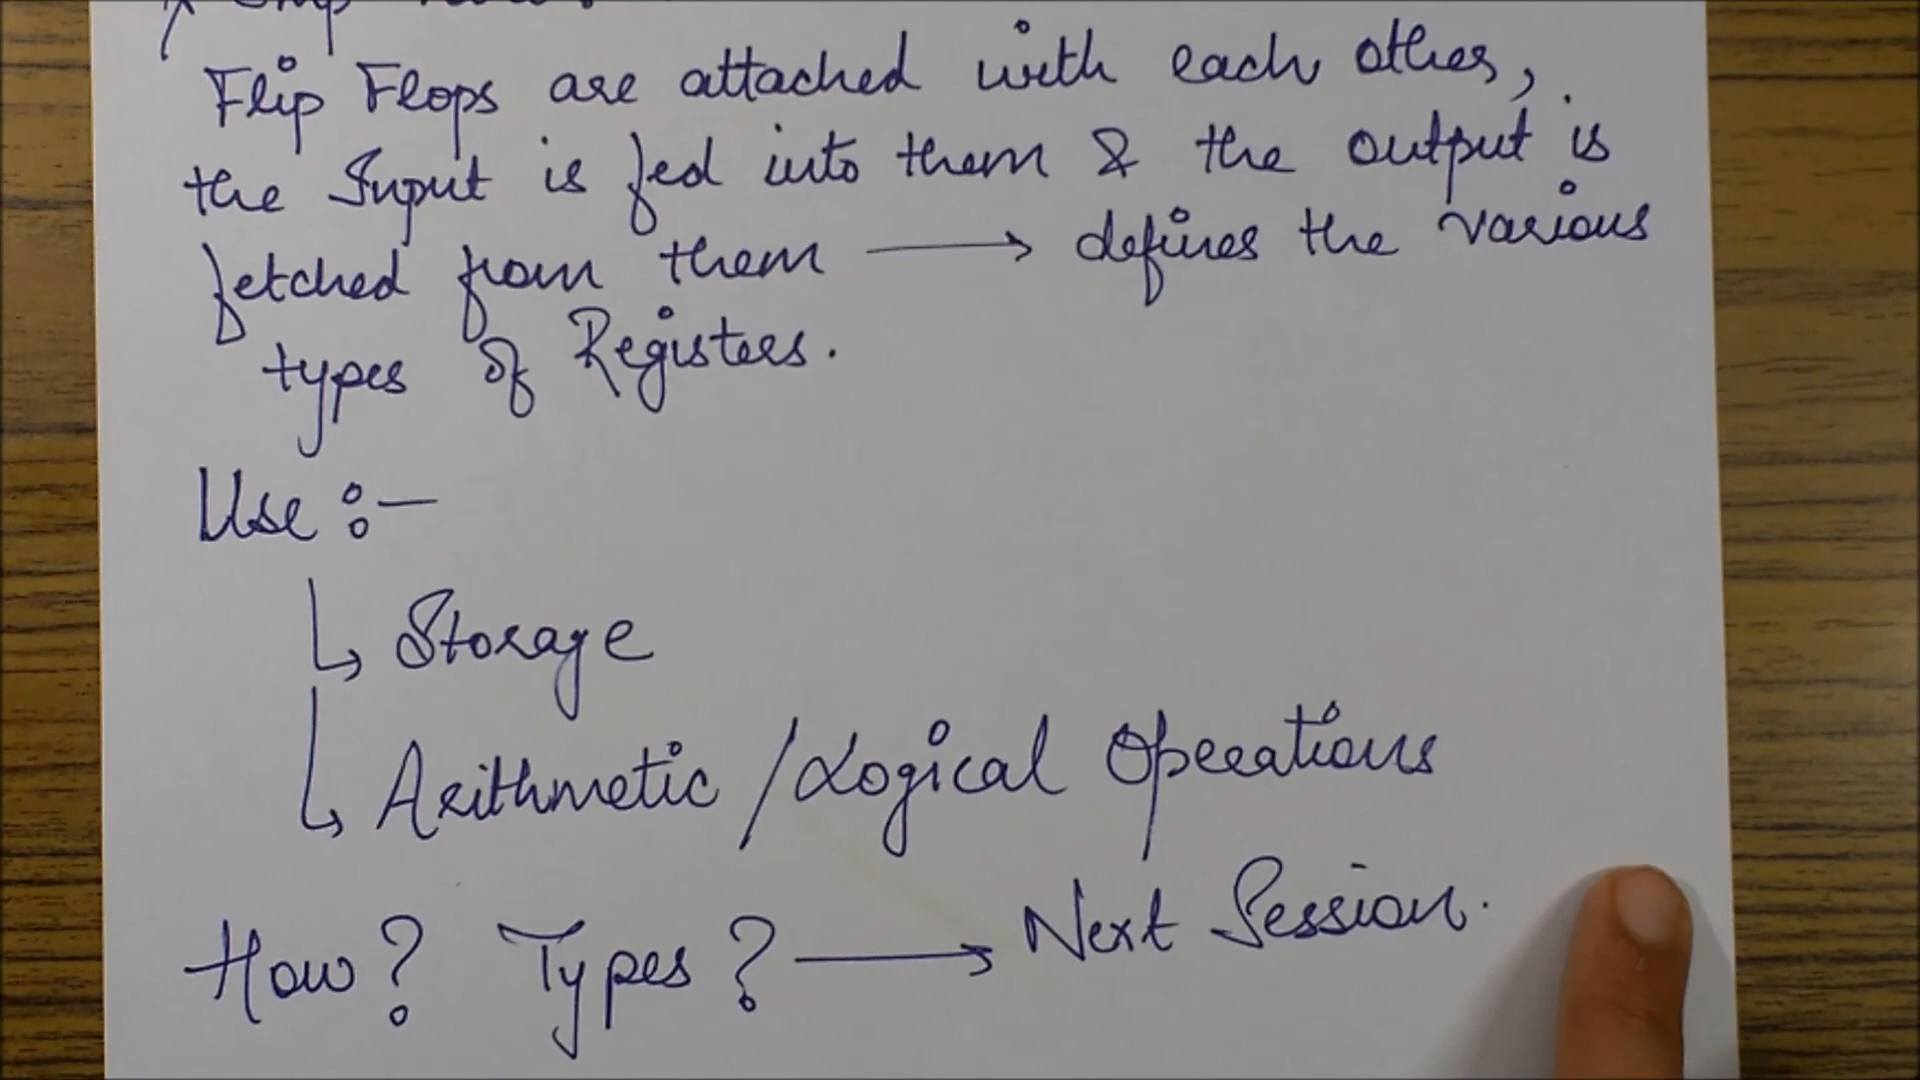 Flip Flops are attached with each other,
the Input is fed into them & the output is
fetched from them → defines the various
types of Registers.
Use :-
↳ Storage
↳ Arithmetic / Logical Operations
How? Types? → Next Session.